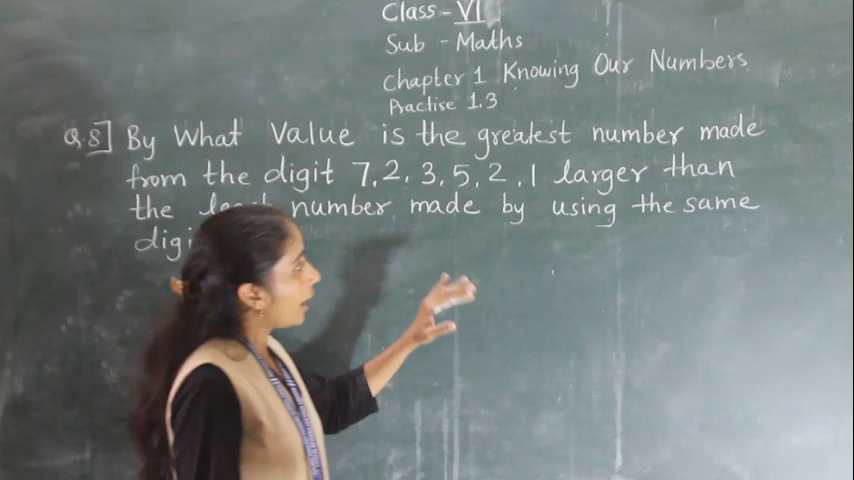 Class - VI
Sub - Maths
Chapter 1 Knowing Our Numbers
Practise 1.3
Q.8] By What Value is the greatest number made
from the digit 7, 2, 3, 5, 2, 1 larger than
the number made by using the same